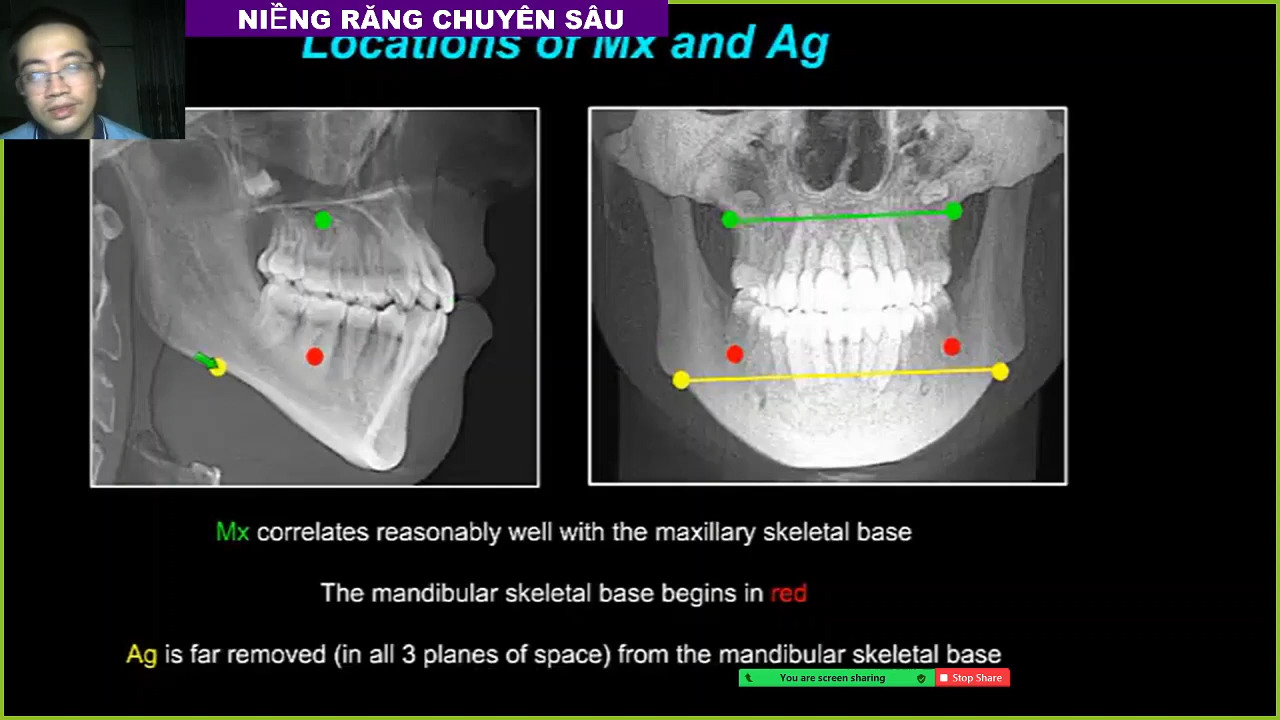 NIỀNG RĂNG CHUYÊN SÂU
Locations of Mx and Ag
Mx correlates reasonably well with the maxillary skeletal base
The mandibular skeletal base begins in red
Ag is far removed (in all 3 planes of space) from the mandibular skeletal base
You are screen sharing
Stop Share